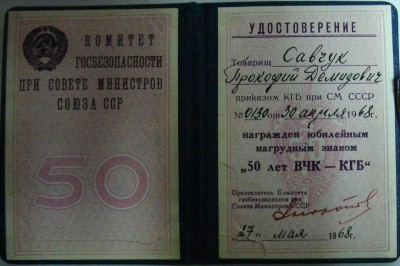 КОМИТЕТ
ГОСБЕЗОПАСНОСТИ
ПРИ СОВЕТЕ МИНИСТРОВ
СОЮЗА ССР
50
УДОСТОВЕРЕНИЕ
Товарищ Савчук
Прокофий Демидович
приказом КГБ при СМ СССР
№ 0130 от 30 апреля 1968г.
награжден юбилейным
нагрудным знаком
"50 лет ВЧК — КГБ"
Председатель Комитета
госбезопасности при
Совете Министров СССР
"27" мая 1968г.